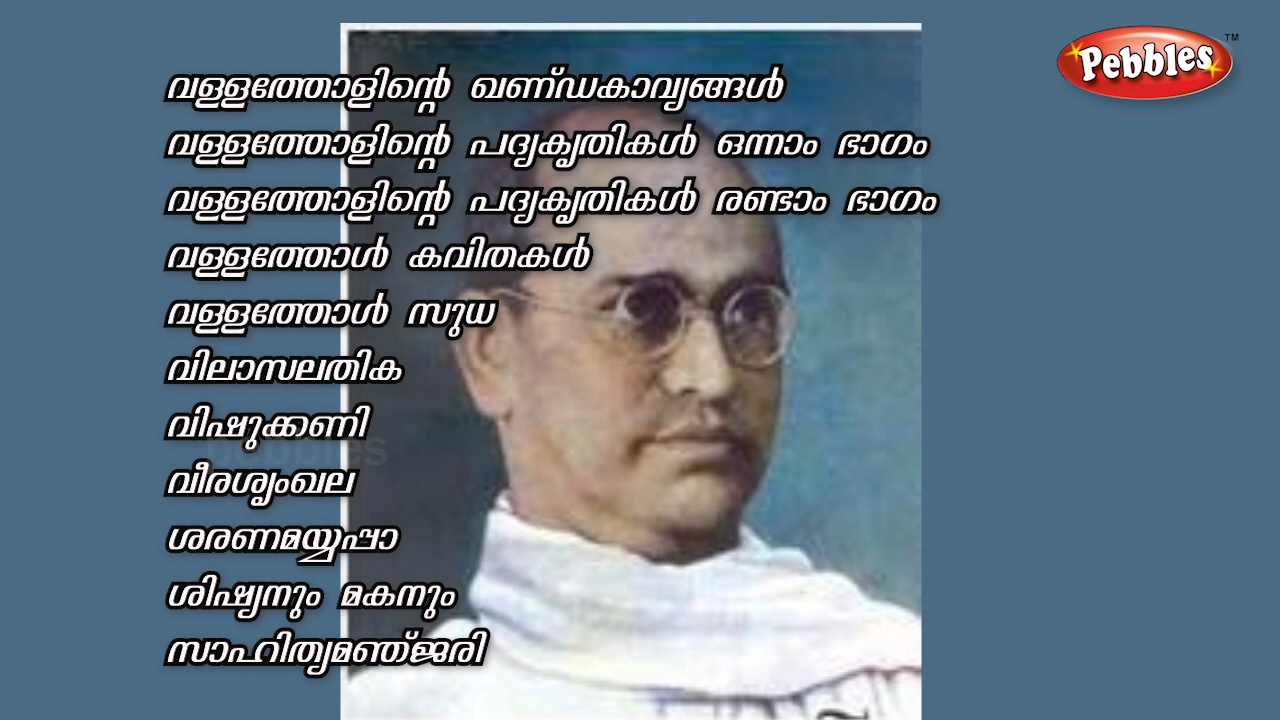 Pebbles™
വള്ളത്തോളിന്റെ ഖണ്ഡകാവ്യങ്ങൾ
വള്ളത്തോളിന്റെ പദ്യകൃതികൾ ഒന്നാം ഭാഗം
വള്ളത്തോളിന്റെ പദ്യകൃതികൾ രണ്ടാം ഭാഗം
വള്ളത്തോൾ കവിതകൾ
വള്ളത്തോൾ സുധ
വിലാസലതിക
വിഷുക്കണി
വീരശൃംഖല
ശരണമയ്യപ്പാ
ശിഷ്യനും മകനും
സാഹിത്യമഞ്ജരി
pebbles